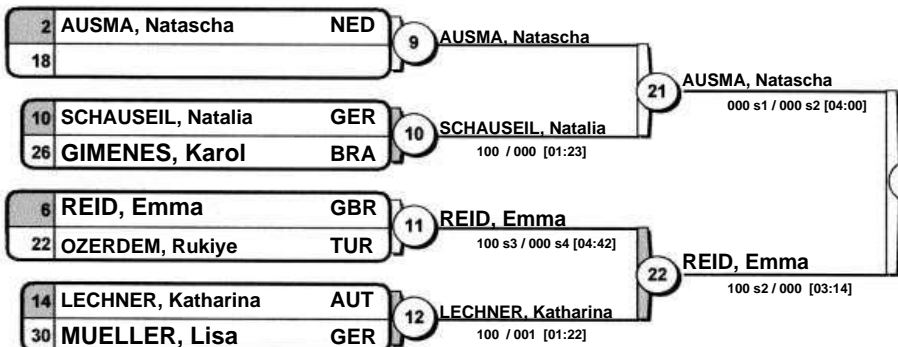 2 AUSMA, Natascha NED
18
9 AUSMA, Natascha
10 SCHAUSEIL, Natalia GER
26 GIMENES, Karol BRA
10 SCHAUSEIL, Natalia
100 / 000 [01:23]
21 AUSMA, Natascha
000 s1 / 000 s2 [04:00]
6 REID, Emma GBR
22 OZERDEM, Rukiye TUR
11 REID, Emma
100 s3 / 000 s4 [04:42]
14 LECHNER, Katharina AUT
30 MUELLER, Lisa GER
12 LECHNER, Katharina
100 / 001 [01:22]
22 REID, Emma
100 s2 / 000 [03:14]